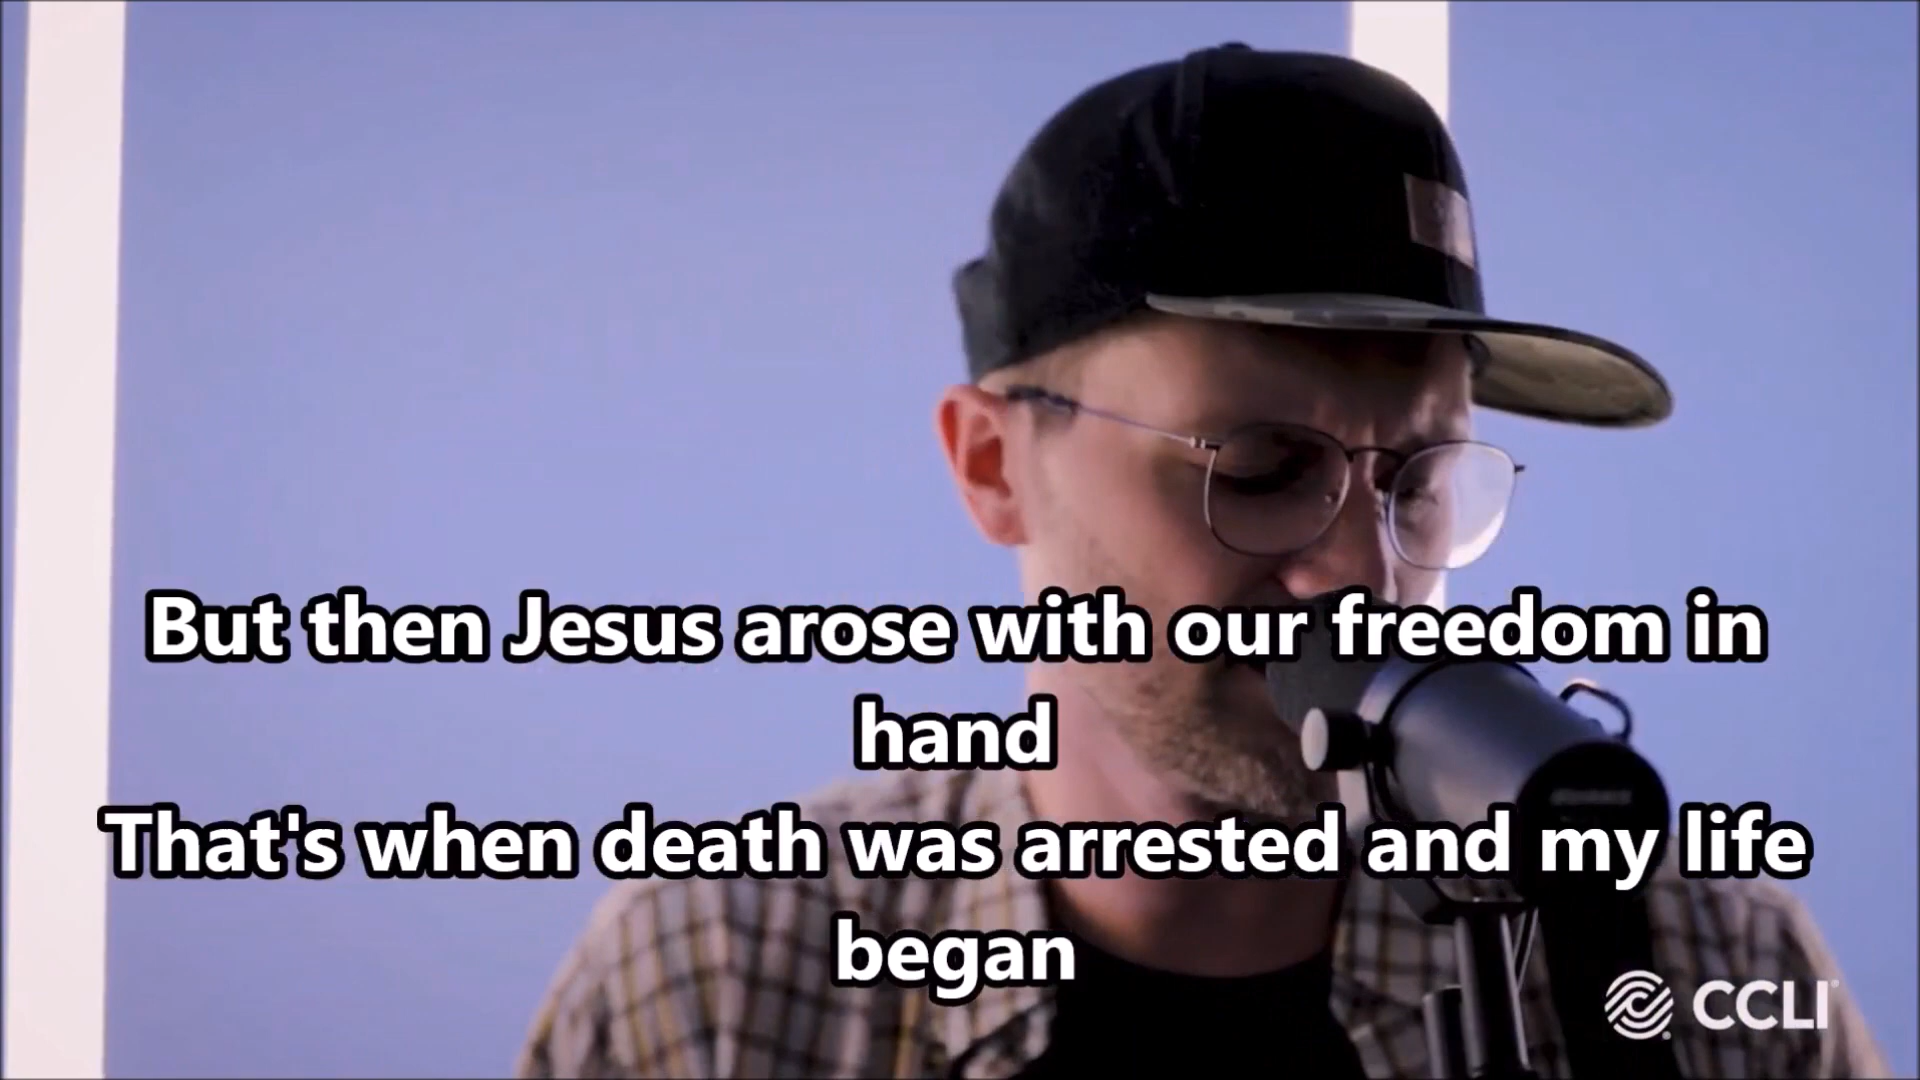 But then Jesus arose with our freedom in
hand
That's when death was arrested and my life
began
CCLI®